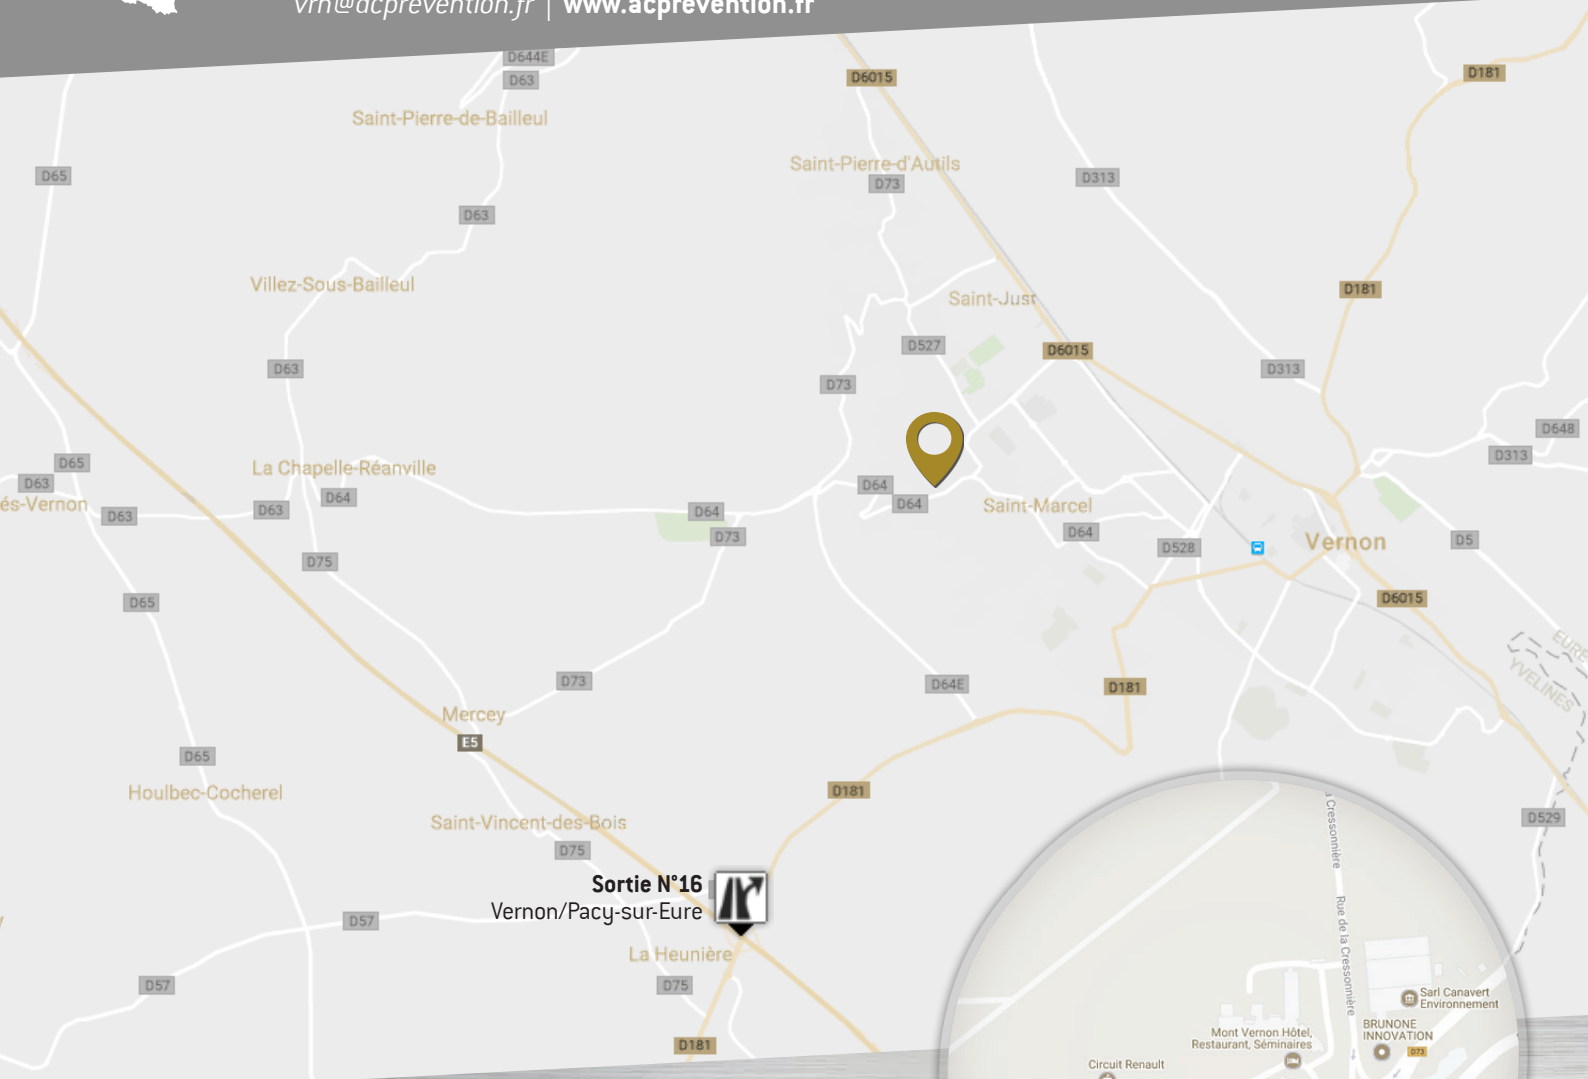 vrn@acprevention.fr | www.acprevention.fr
D644E
D63
D6015
D181
Saint-Pierre-de-Bailleul
Saint-Pierre-d'Autils
D65
D73
D313
D63
Villez-Sous-Bailleul
D181
Saint-Just
D527
D6015
D63
D73
D313
D648
D65
La Chapelle-Réanville
D313
D63
D64
D64
és-Vernon
D63
D63
D64
D64
Saint-Marcel
D73
D64
D528
Vernon
D5
D75
D65
D6015
EURE
YVELINES
D73
D64E
D181
Mercey
E5
D65
Houlbec-Cocherel
D181
Saint-Vincent-des-Bois
D75
D529
Sortie N°16
Vernon/Pacy-sur-Eure
D57
La Heunière
D57
D75
D181
a Cressonnière
Rue de la Cressonnière
Sarl Canavert
Environnement
Mont Vernon Hôtel,
Restaurant, Séminaires
BRUNONE
INNOVATION
D73
Circuit Renault